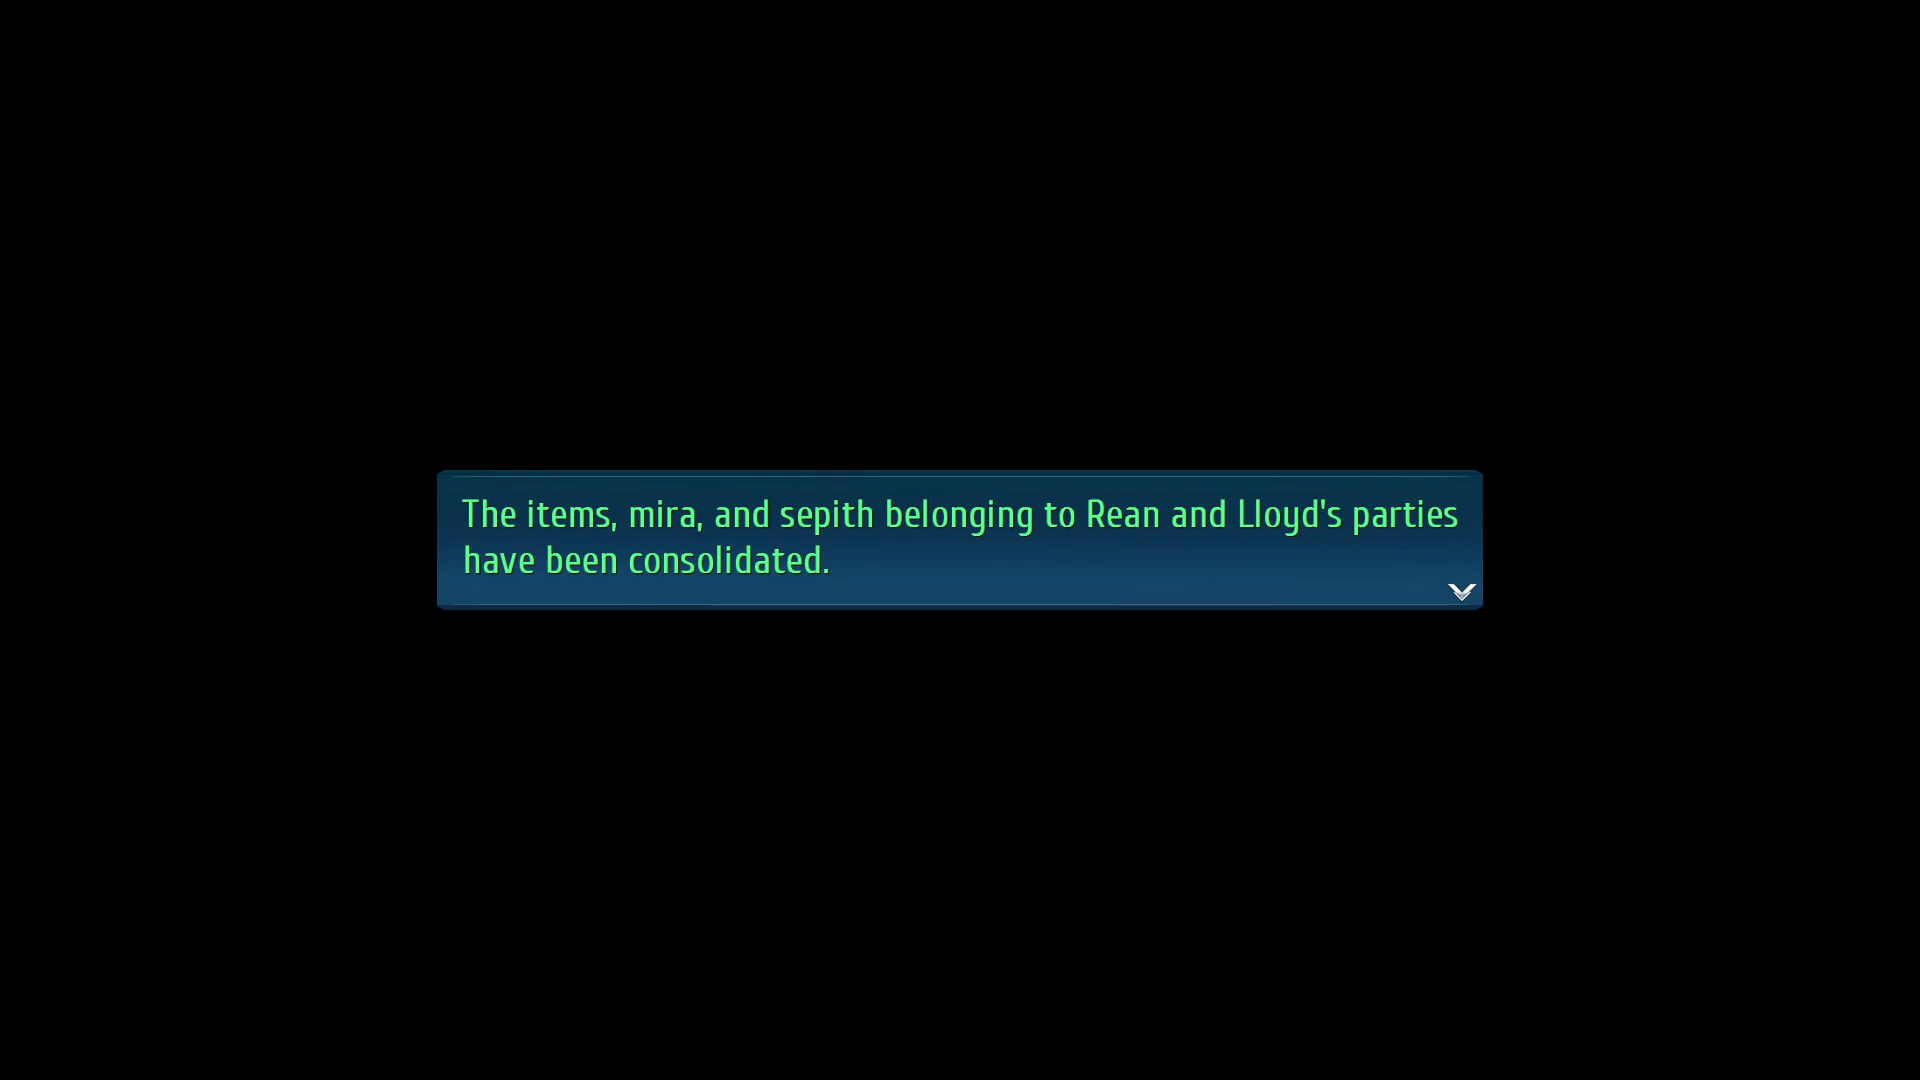 The items, mira, and sepith belonging to Rean and Lloyd's parties
have been consolidated.